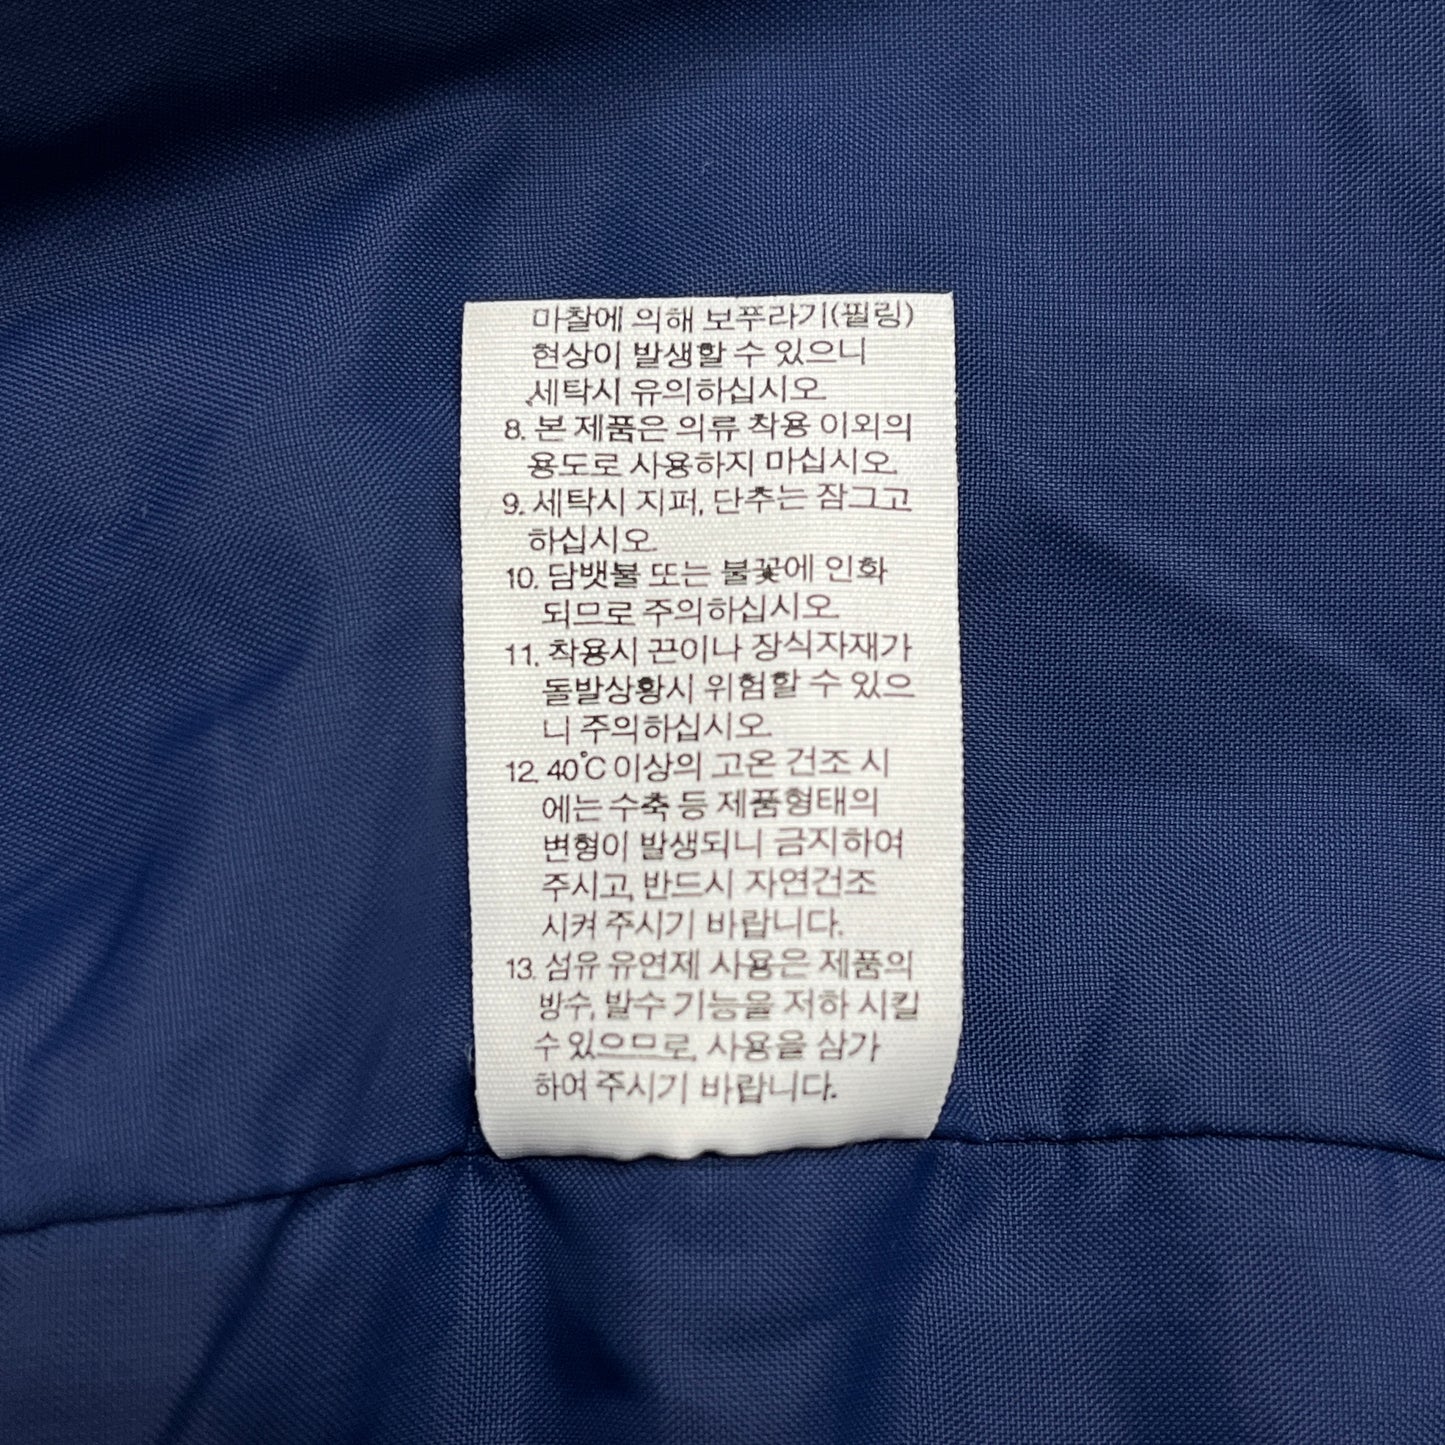 마찰에 의해 보푸라기(필링)
현상이 발생할 수 있으니
세탁시 유의하십시오.
8. 본 제품은 의류 착용 이외의
용도로 사용하지 마십시오.
9. 세탁시 지퍼, 단추는 잠그고
하십시오.
10. 담뱃불 또는 불꽃에 인화
되므로 주의하십시오.
11. 착용시 끈이나 장식자재가
돌발상황시 위험할 수 있으
니 주의하십시오.
12. 40℃ 이상의 고온 건조 시
에는 수축 등 제품형태의
변형이 발생되니 금지하여
주시고, 반드시 자연건조
시켜 주시기 바랍니다.
13. 섬유 유연제 사용은 제품의
방수, 발수 기능을 저하 시킬
수 있으므로, 사용을 삼가
하여 주시기 바랍니다.